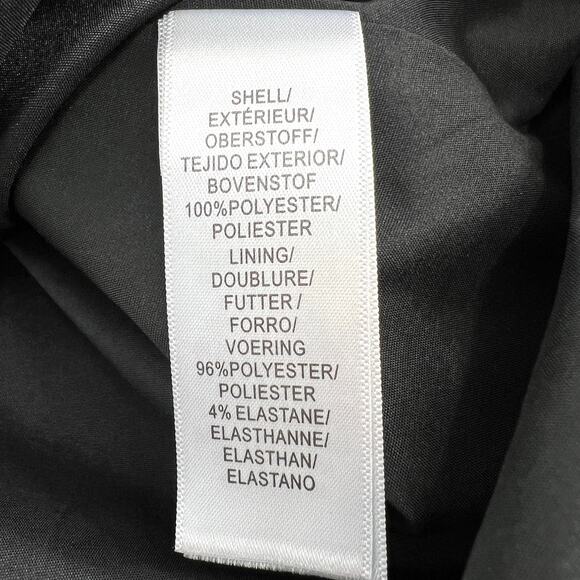 SHELL/
EXTÉRIEUR/
OBERSTOFF/
TEJIDO EXTERIOR/
BOVENSTOF
100%POLYESTER/
POLIESTER
LINING/
DOUBLURE/
FUTTER /
FORRO/
VOERING
96%POLYESTER/
POLIESTER
4% ELASTANE/
ELASTHANNE/
ELASTHAN/
ELASTANO